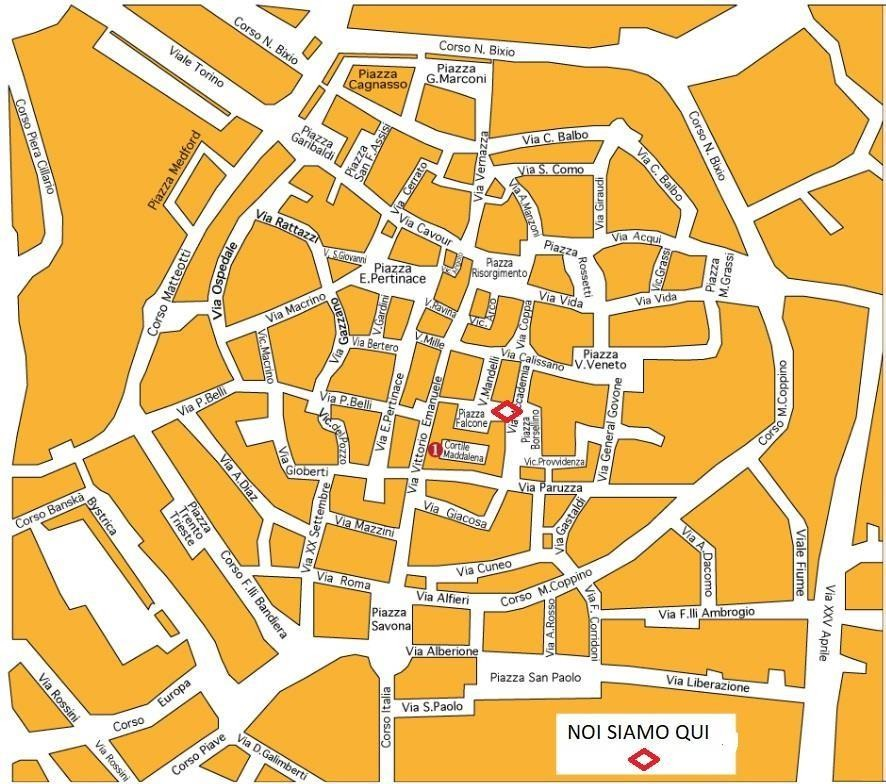 Corso N. Bixio
Corso N. Bixio
Viale Torino
Piazza
G.Marconi
Piazza
Cagnasso
Corso Piera Cillario
Corso N. Bixio
Piazza
Garibaldi
Piazza
San F. Assisi
Via C. Balbo
Via Vernazza
Piazza Medford
Via S. Como
Via C. Balbo
Via Cerrato
Via A.Manzoni
Via Giraudi
Via Rattazzi
Via Cavour
Via Acqui
Piazza
Rossetti
V. S.Giovanni
Via Ospedale
Corso Matteotti
Piazza
E.Pertinace
Piazza
Risorgimento
Vic.Grassi
Piazza
M.Grassi
Via Macrino
V.Gardini
V.Ravina
Vic. Arco
Via Vida
Via Vida
Via Gazzano
Via Coppa
Vic.Macrino
Via Bertero
V.Mille
Via Calissano
Piazza
V.Veneto
V.Mandelli
Via Accademia
Via P.Belli
Via P.Belli
Via E.Pertinace
Via Vittorio Emanuele
Piazza
Falcone
Piazza
Borsellino
Via General Govone
Corso M.Coppino
Vic.del Pozzo
1
Cortile
Maddalena
Vic.Provvidenza
Via
Gioberti
Via A.Diaz
Via Paruzza
Corso Banskà
Bystrica
Piazza
Trento
Trieste
Via XX Settembre
Via Mazzini
Via Giacosa
Via Gastaldi
Viale Fiume
Via A. Dacomo
Via Cuneo
Corso M.Coppino
Via Roma
Via Alfieri
Corso F.lli Bandiera
Piazza
Savona
Via A.Rosso
Via F. Corridoni
Via F.lli Ambrogio
Via XXV Aprile
Via Alberione
Piazza San Paolo
Via Liberazione
Via Rossini
Corso Europa
Corso Italia
Via S.Paolo
Via Rossini
Corso Piave
Via D.Galimberti
NOI SIAMO QUI